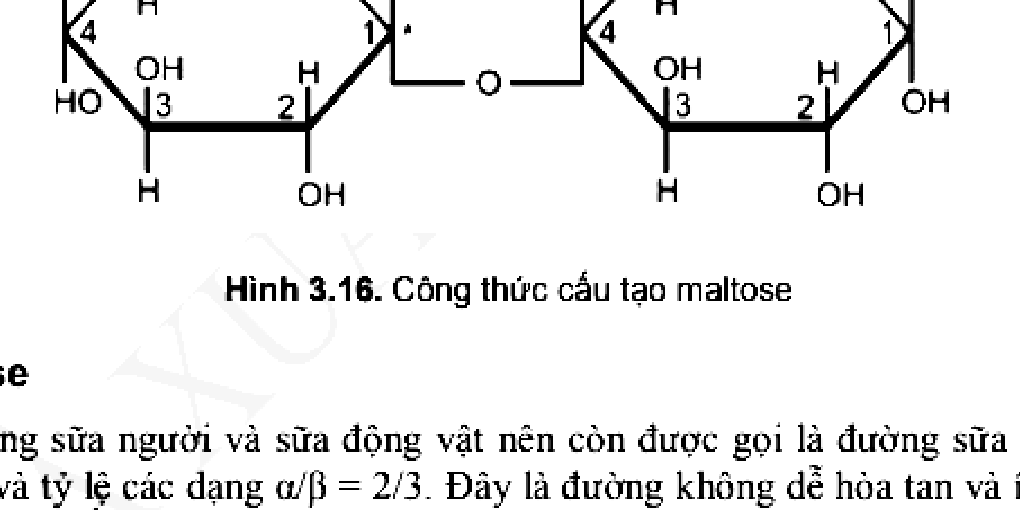 H H
4 1 4 1
OH H OH H
HO 3 2 O 3 2 OH
H OH H OH
Hình 3.16. Công thức cấu tạo maltose
se
ng sữa người và sữa động vật nên còn được gọi là đường sữa
và tỷ lệ các dạng α/β = 2/3. Đây là đường không dễ hòa tan và